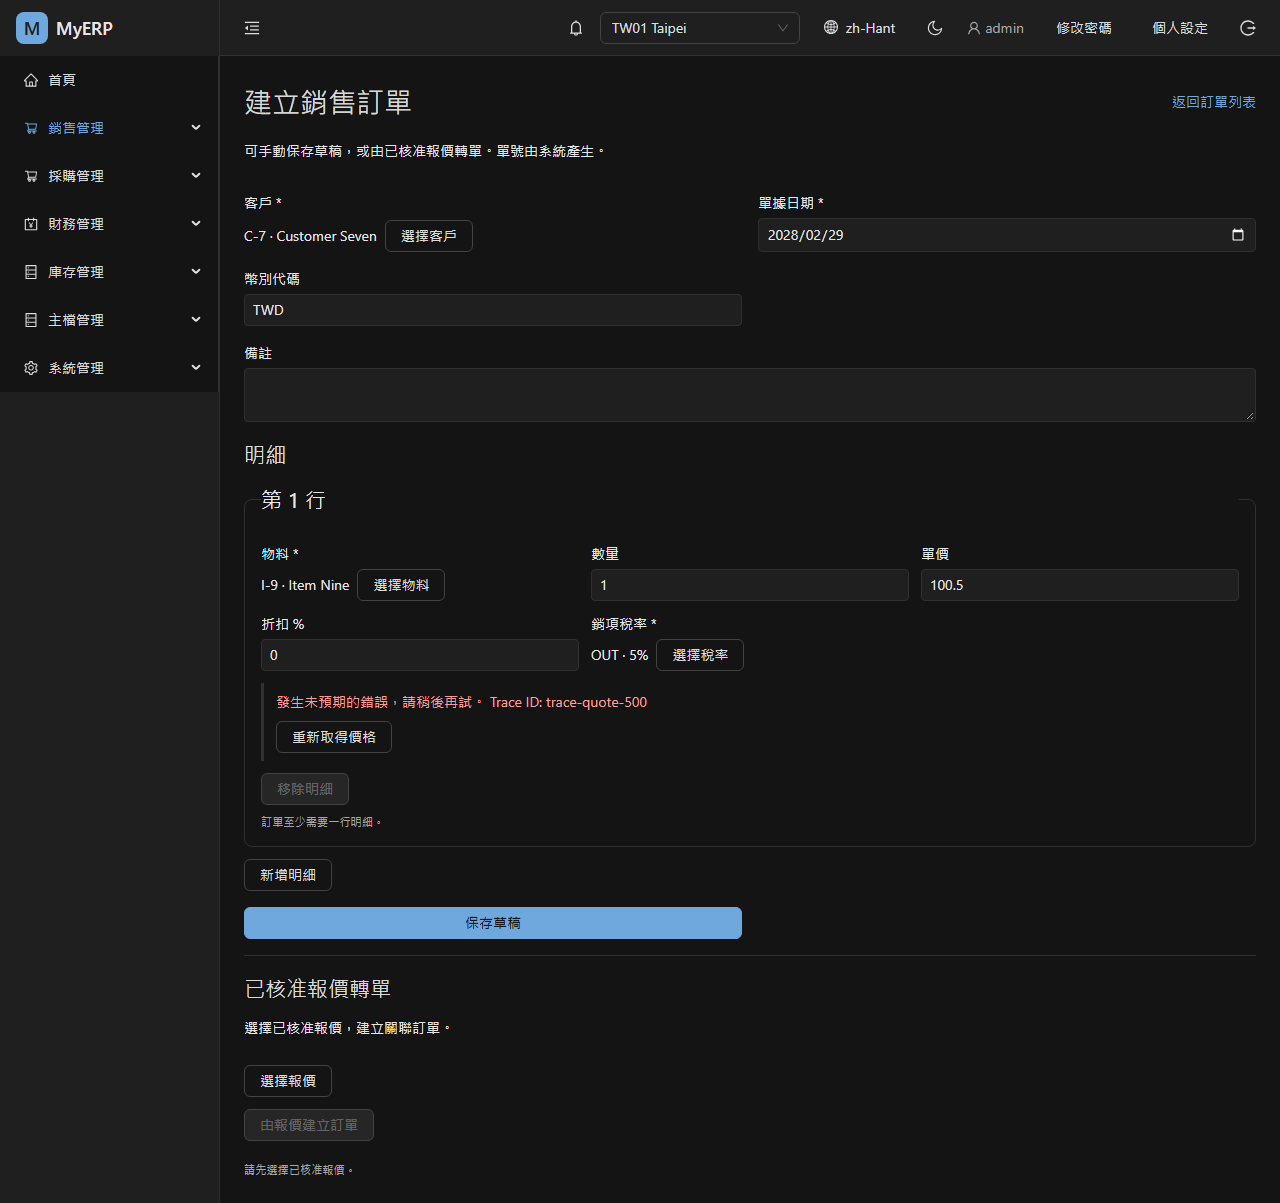 M MyERP
TW01 Taipei
zh-Hant
admin
修改密碼
個人設定
首頁
銷售管理
採購管理
財務管理
庫存管理
主檔管理
系統管理
建立銷售訂單
返回訂單列表
可手動保存草稿，或由已核准報價轉單。單號由系統產生。
客戶 *
C-7 · Customer Seven 選擇客戶
單據日期 *
2028/02/29
幣別代碼
TWD
備註
明細
第 1 行
物料 *
I-9 · Item Nine 選擇物料
數量
1
單價
100.5
折扣 %
0
銷項稅率 *
OUT · 5% 選擇稅率
發生未預期的錯誤，請稍後再試。 Trace ID: trace-quote-500
重新取得價格
移除明細
訂單至少需要一行明細。
新增明細
保存草稿
已核准報價轉單
選擇已核准報價，建立關聯訂單。
選擇報價
由報價建立訂單
請先選擇已核准報價。